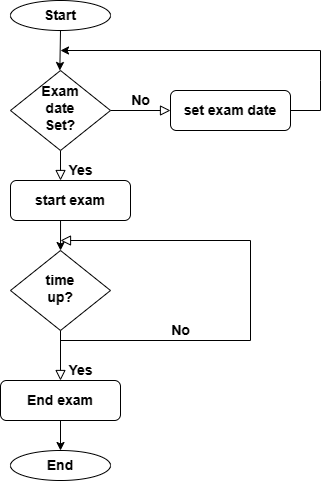 Start
Exam
date
Set?
No
set exam date
Yes
start exam
time
up?
No
Yes
End exam
End